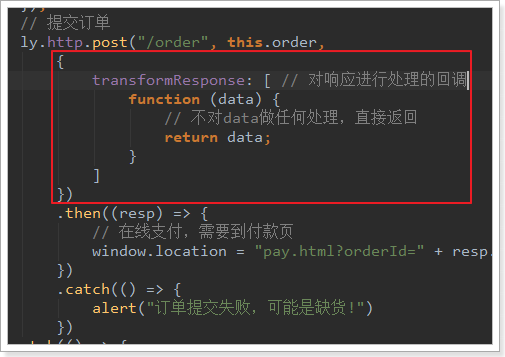 // 提交订单
ly.http.post("/order", this.order,
{
transformResponse: [ // 对响应进行处理的回调
function (data) {
// 不对data做任何处理，直接返回
return data;
}
]
})
.then((resp) => {
// 在线支付，需要到付款页
window.location = "pay.html?orderId=" + resp.
})
.catch(() => {
alert("订单提交失败，可能是缺货!")
})